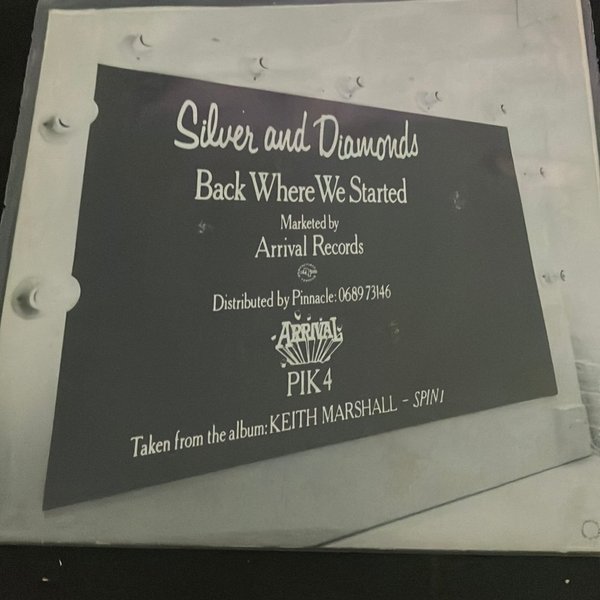 Silver and Diamonds
Back Where We Started
Marketed by
Arrival Records
Distributed by Pinnacle: 0689 73146
ARRIVAL
PIK 4
Taken from the album: KEITH MARSHALL – SPIN 1